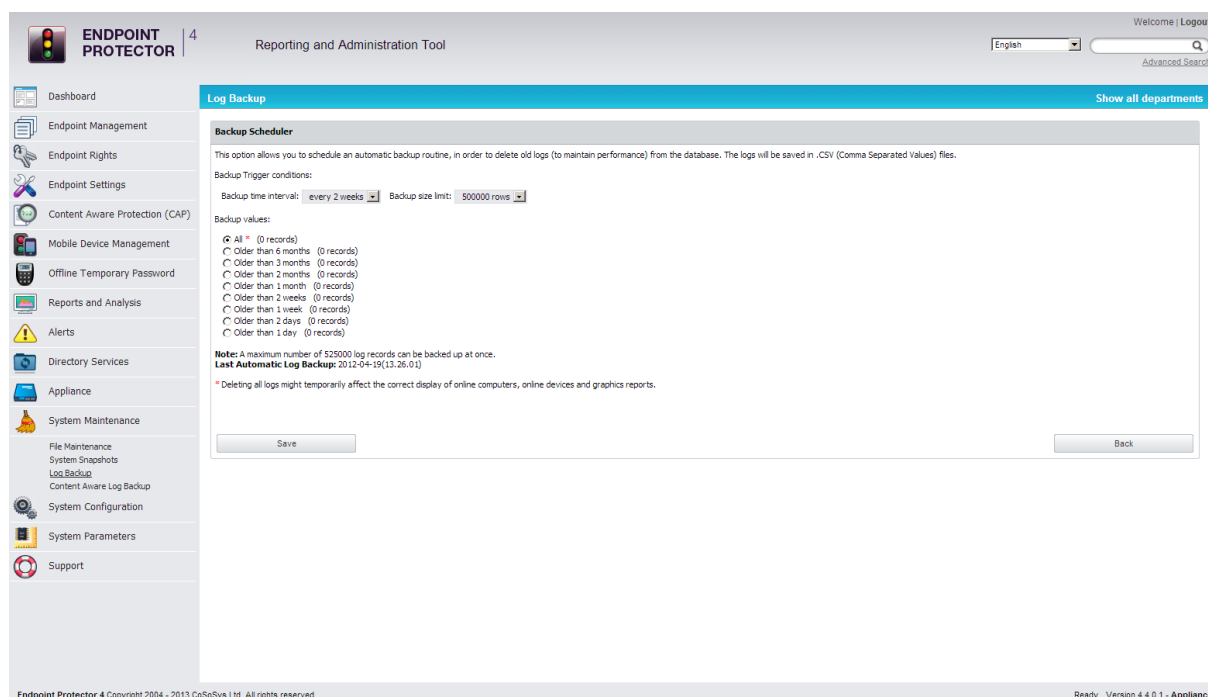 Welcome | Logou
ENDPOINT PROTECTOR | 4
Reporting and Administration Tool
English
Advanced Searc
Dashboard
Endpoint Management
Endpoint Rights
Endpoint Settings
Content Aware Protection (CAP)
Mobile Device Management
Offline Temporary Password
Reports and Analysis
Alerts
Directory Services
Appliance
System Maintenance
File Maintenance
System Snapshots
Log Backup
Content Aware Log Backup
System Configuration
System Parameters
Support
Log Backup
Show all departments
Backup Scheduler
This option allows you to schedule an automatic backup routine, in order to delete old logs (to maintain performance) from the database. The logs will be saved in .CSV (Comma Separated Values) files.
Backup Trigger conditions:
Backup time interval: every 2 weeks Backup size limit: 500000 rows
Backup values:
All * (0 records)
Older than 6 months (0 records)
Older than 3 months (0 records)
Older than 2 months (0 records)
Older than 1 month (0 records)
Older than 2 weeks (0 records)
Older than 1 week (0 records)
Older than 2 days (0 records)
Older than 1 day (0 records)
Note: A maximum number of 525000 log records can be backed up at once.
Last Automatic Log Backup: 2012-04-19(13.26.01)
* Deleting all logs might temporarily affect the correct display of online computers, online devices and graphics reports.
Save
Back
Endpoint Protector 4 Copyright 2004 - 2013 CoSoSys Ltd. All rights reserved.
Ready Version 4.4.0.1 - Applianc